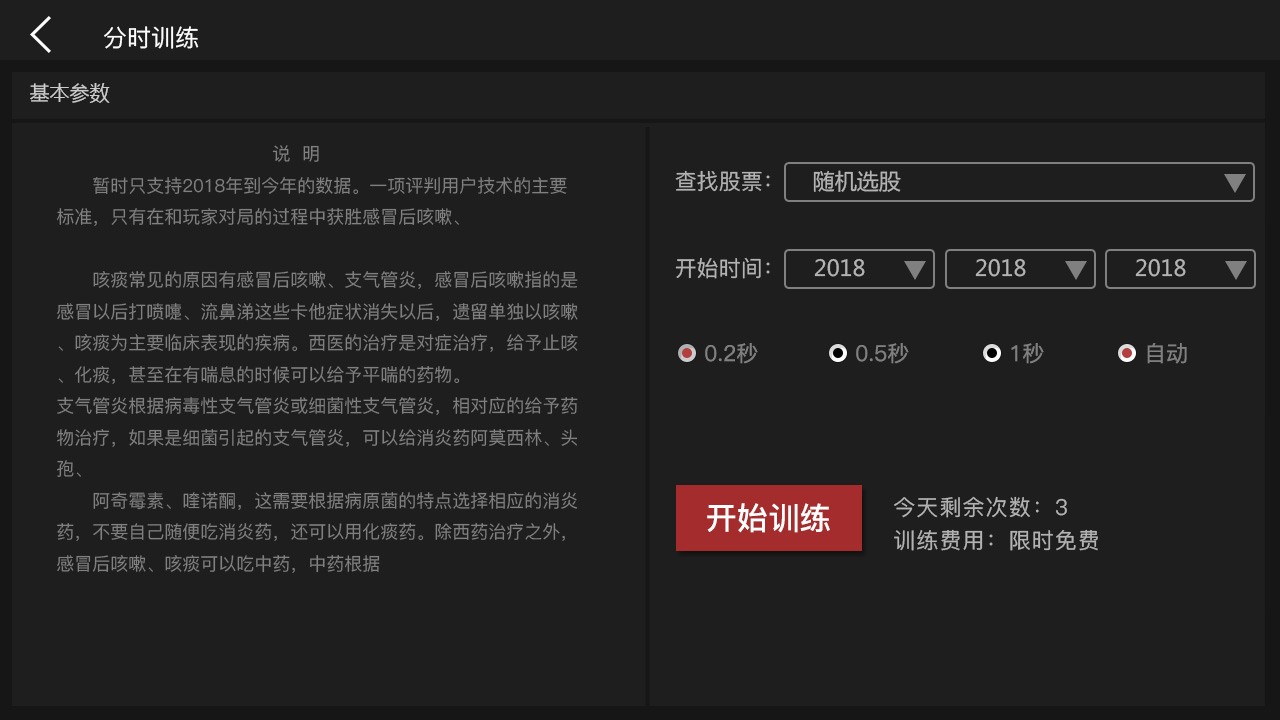 分时训练
基本参数
说 明
暂时只支持2018年到今年的数据。一项评判用户技术的主要
标准，只有在和玩家对局的过程中获胜感冒后咳嗽、
咳痰常见的原因有感冒后咳嗽、支气管炎，感冒后咳嗽指的是
感冒以后打喷嚏、流鼻涕这些卡他症状消失以后，遗留单独以咳嗽
、咳痰为主要临床表现的疾病。西医的治疗是对症治疗，给予止咳
、化痰，甚至在有喘息的时候可以给予平喘的药物。
支气管炎根据病毒性支气管炎或细菌性支气管炎，相对应的给予药
物治疗，如果是细菌引起的支气管炎，可以给消炎药阿莫西林、头
孢、
阿奇霉素、喹诺酮，这需要根据病原菌的特点选择相应的消炎
药，不要自己随便吃消炎药，还可以用化痰药。除西药治疗之外，
感冒后咳嗽、咳痰可以吃中药，中药根据
查找股票： 随机选股
开始时间： 2018 2018 2018
0.2秒 0.5秒 1秒 自动
开始训练
今天剩余次数：3
训练费用：限时免费